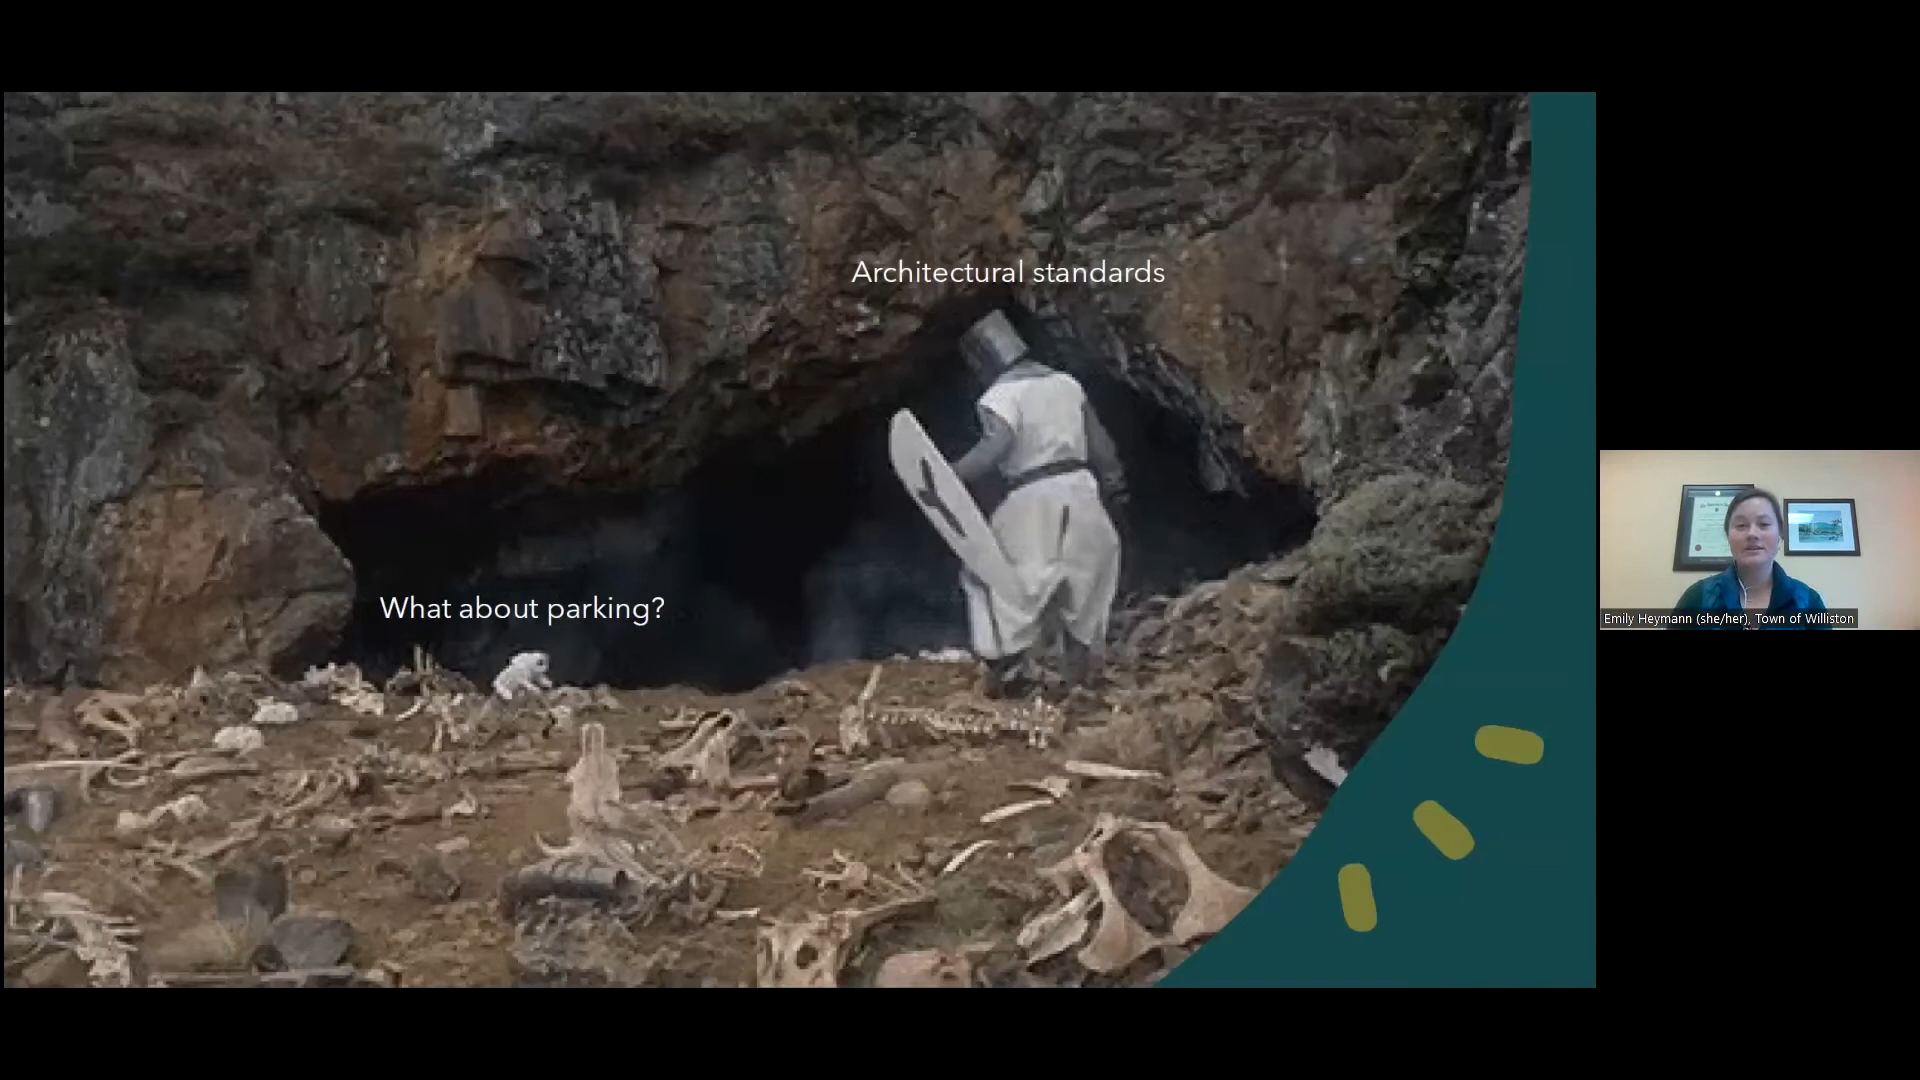 Architectural standards
What about parking?
Emily Heymann (she/her), Town of Williston